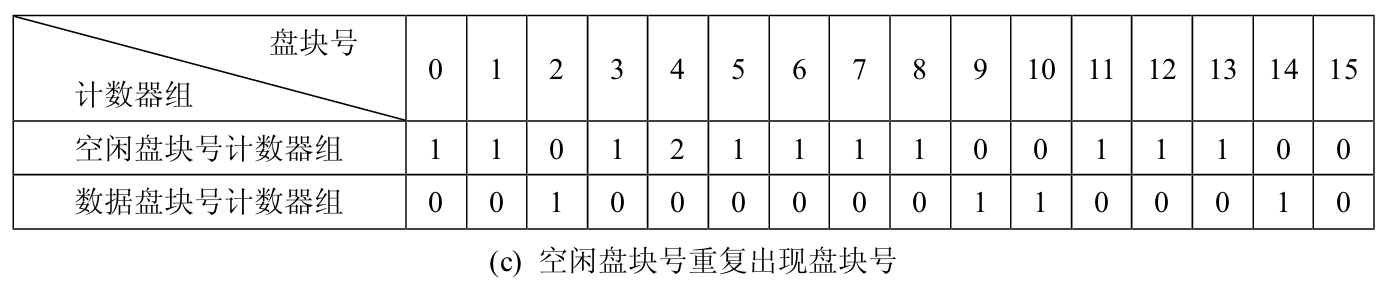 盘块号
计数器组
0 1 2 3 4 5 6 7 8 9 10 11 12 13 14 15
空闲盘块号计数器组 1 1 0 1 2 1 1 1 1 0 0 1 1 1 0 0
数据盘块号计数器组 0 0 1 0 0 0 0 0 0 1 1 0 0 0 1 0
(c) 空闲盘块号重复出现盘块号